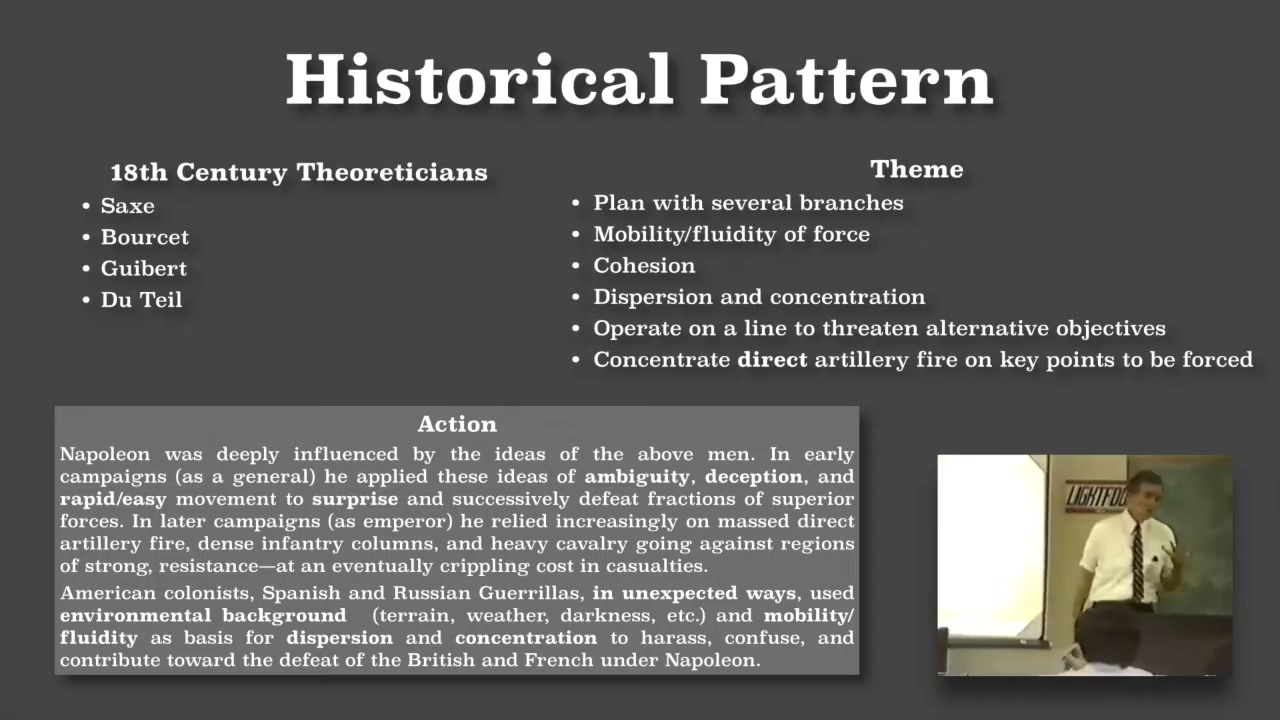 Historical Pattern
18th Century Theoreticians
• Saxe
• Bourcet
• Guibert
• Du Teil
Theme
• Plan with several branches
• Mobility/fluidity of force
• Cohesion
• Dispersion and concentration
• Operate on a line to threaten alternative objectives
• Concentrate direct artillery fire on key points to be forced
Action
Napoleon was deeply influenced by the ideas of the above men. In early
campaigns (as a general) he applied these ideas of ambiguity, deception, and
rapid/easy movement to surprise and successively defeat fractions of superior
forces. In later campaigns (as emperor) he relied increasingly on massed direct
artillery fire, dense infantry columns, and heavy cavalry going against regions
of strong, resistance—at an eventually crippling cost in casualties.
American colonists, Spanish and Russian Guerrillas, in unexpected ways, used
environmental background (terrain, weather, darkness, etc.) and mobility/
fluidity as basis for dispersion and concentration to harass, confuse, and
contribute toward the defeat of the British and French under Napoleon.